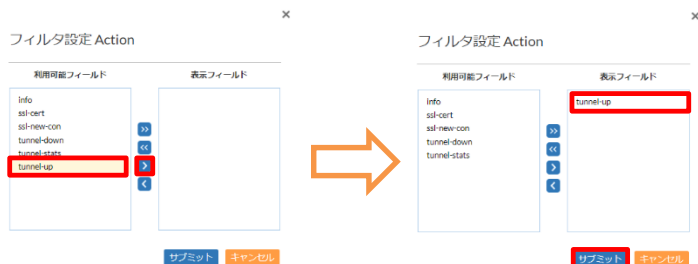 ×
フィルタ設定 Action
利用可能フィールド
表示フィールド
info
ssl-cert
ssl-new-con
tunnel-down
tunnel-stats
tunnel-up
»
«
>
<
サブミット
キャンセル
×
フィルタ設定 Action
利用可能フィールド
表示フィールド
info
ssl-cert
ssl-new-con
tunnel-down
tunnel-stats
»
«
>
<
tunnel-up
サブミット
キャンセル